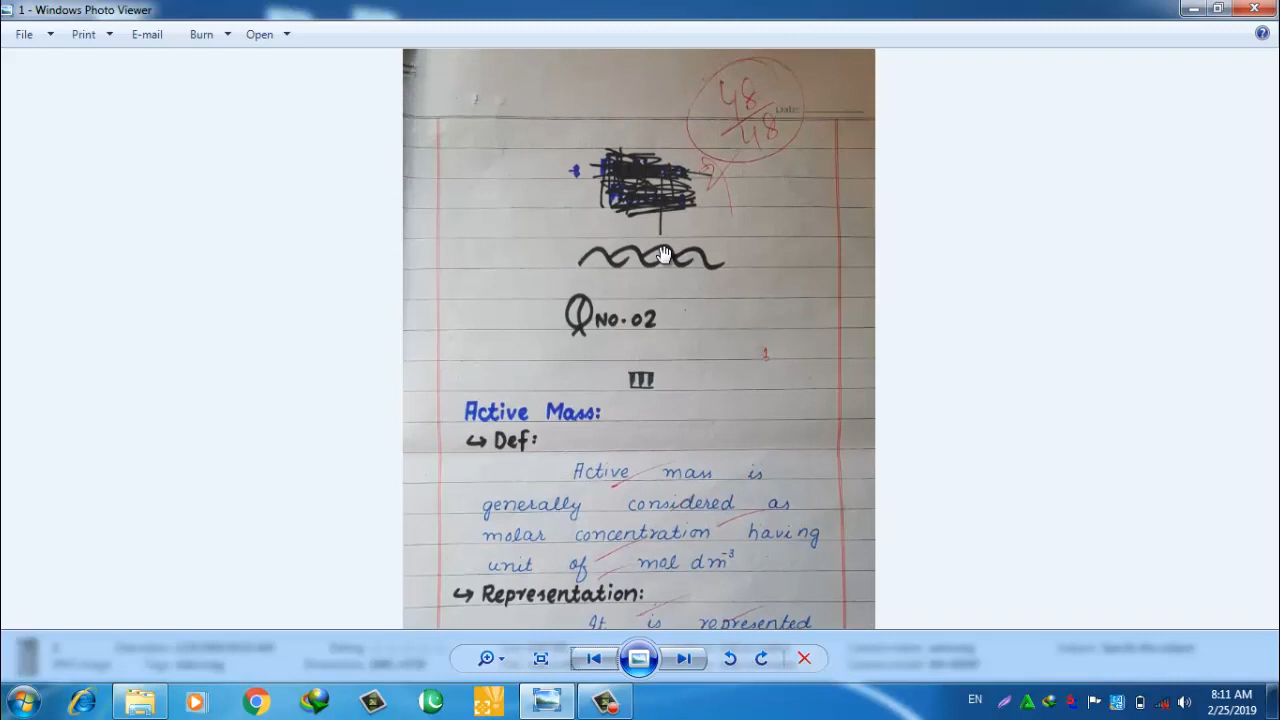 1 - Windows Photo Viewer
File Print E-mail Burn Open
48
48
Date:
Q No. 02
III
Active Mass:
↪ Def:
Active mass is
generally considered as
molar concentration having
unit of mol dm⁻³
↪ Representation:
It is represented
EN
8:11 AM
2/25/2019